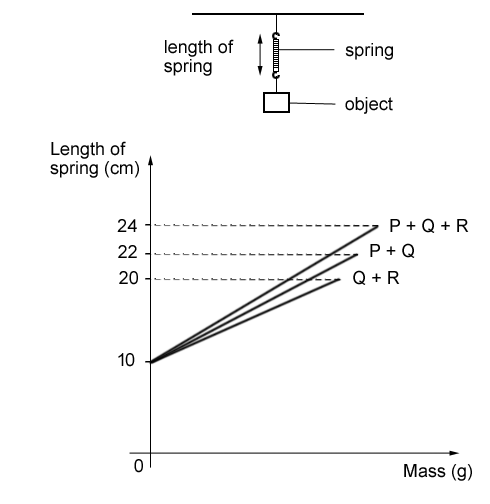 length of
spring
spring
object
Length of
spring (cm)
24
P + Q + R
22
P + Q
20
Q + R
10
0
Mass (g)